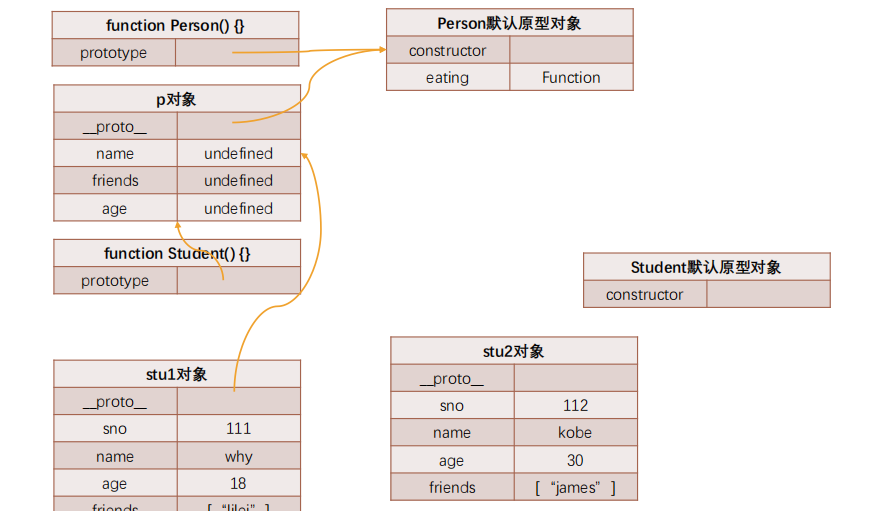 function Person() {}
prototype
Person默认原型对象
constructor
eating Function
p对象
__proto__
name undefined
friends undefined
age undefined
function Student() {}
prototype
Student默认原型对象
constructor
stu1对象
__proto__
sno 111
name why
age 18
friends [ “lilei” ]
stu2对象
__proto__
sno 112
name kobe
age 30
friends [ “james” ]